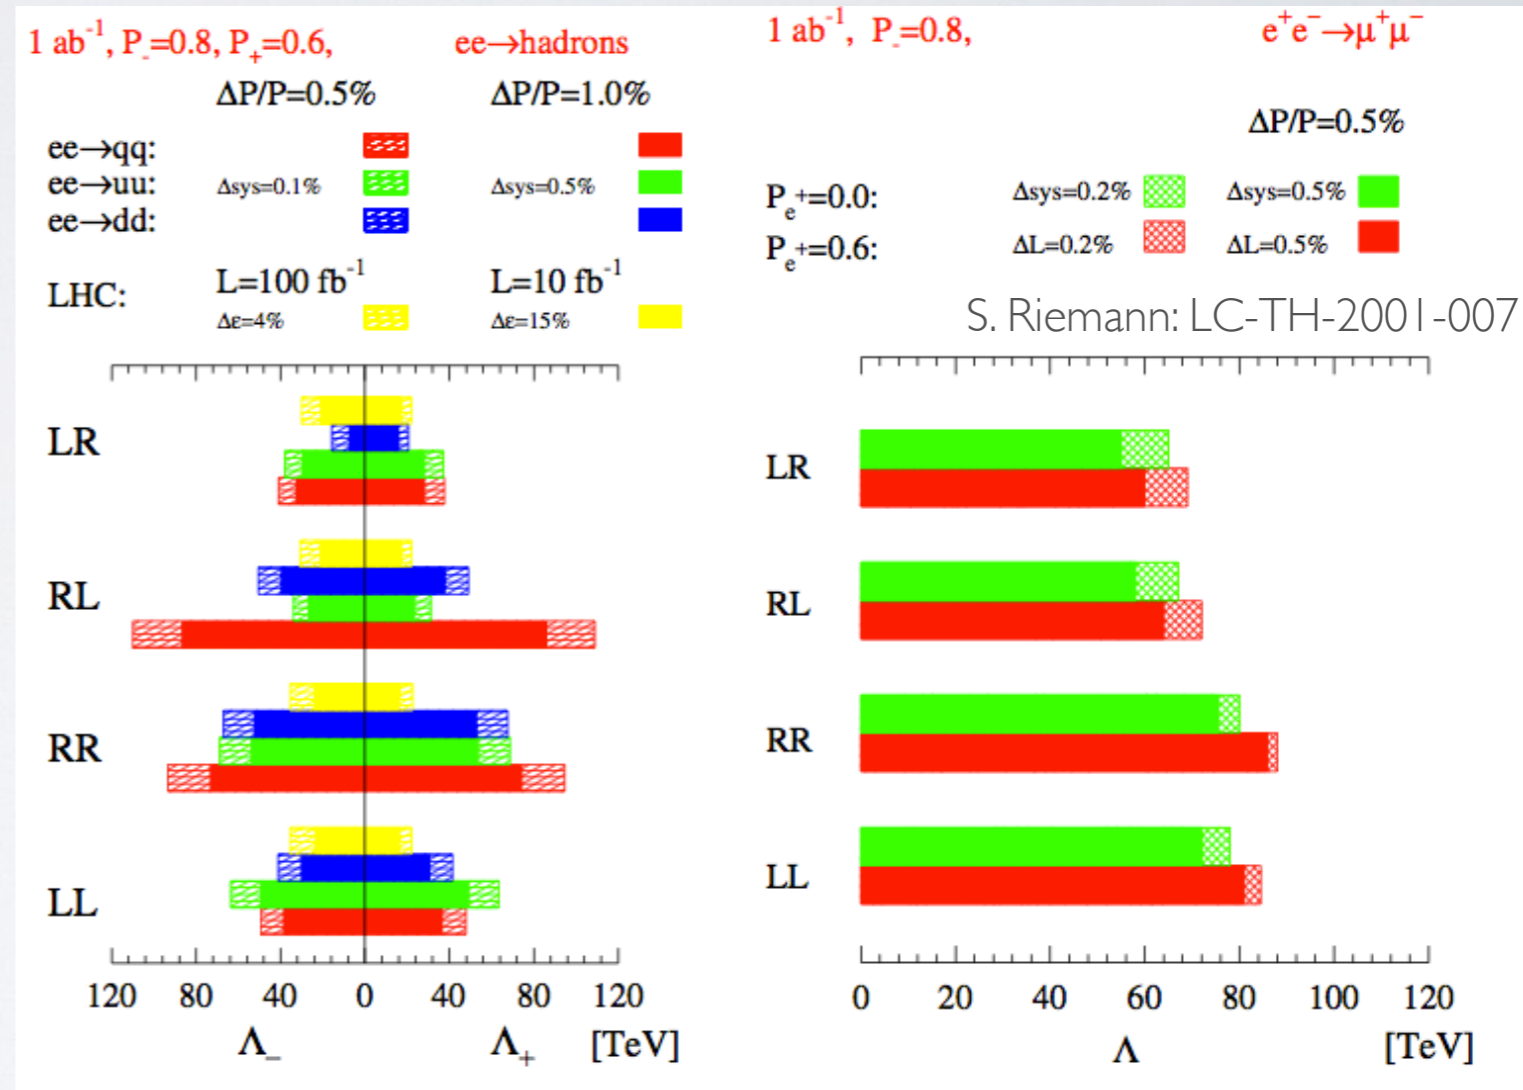 1 ab⁻¹, P₋=0.8, P₊=0.6, ee→hadrons
ΔP/P=0.5% ΔP/P=1.0%
ee→qq:
ee→uu: Δsys=0.1% Δsys=0.5%
ee→dd:
LHC: L=100 fb⁻¹ L=10 fb⁻¹
Δε=4% Δε=15%
LR
RL
RR
LL
120 80 40 0 40 80 120
Λ₋ Λ₊ [TeV]
1 ab⁻¹, P₋=0.8, e⁺e⁻→μ⁺μ⁻
ΔP/P=0.5%
Pₑ⁺=0.0: Δsys=0.2% Δsys=0.5%
Pₑ⁺=0.6: ΔL=0.2% ΔL=0.5%
S. Riemann: LC-TH-2001-007
LR
RL
RR
LL
0 20 40 60 80 100 120
Λ [TeV]